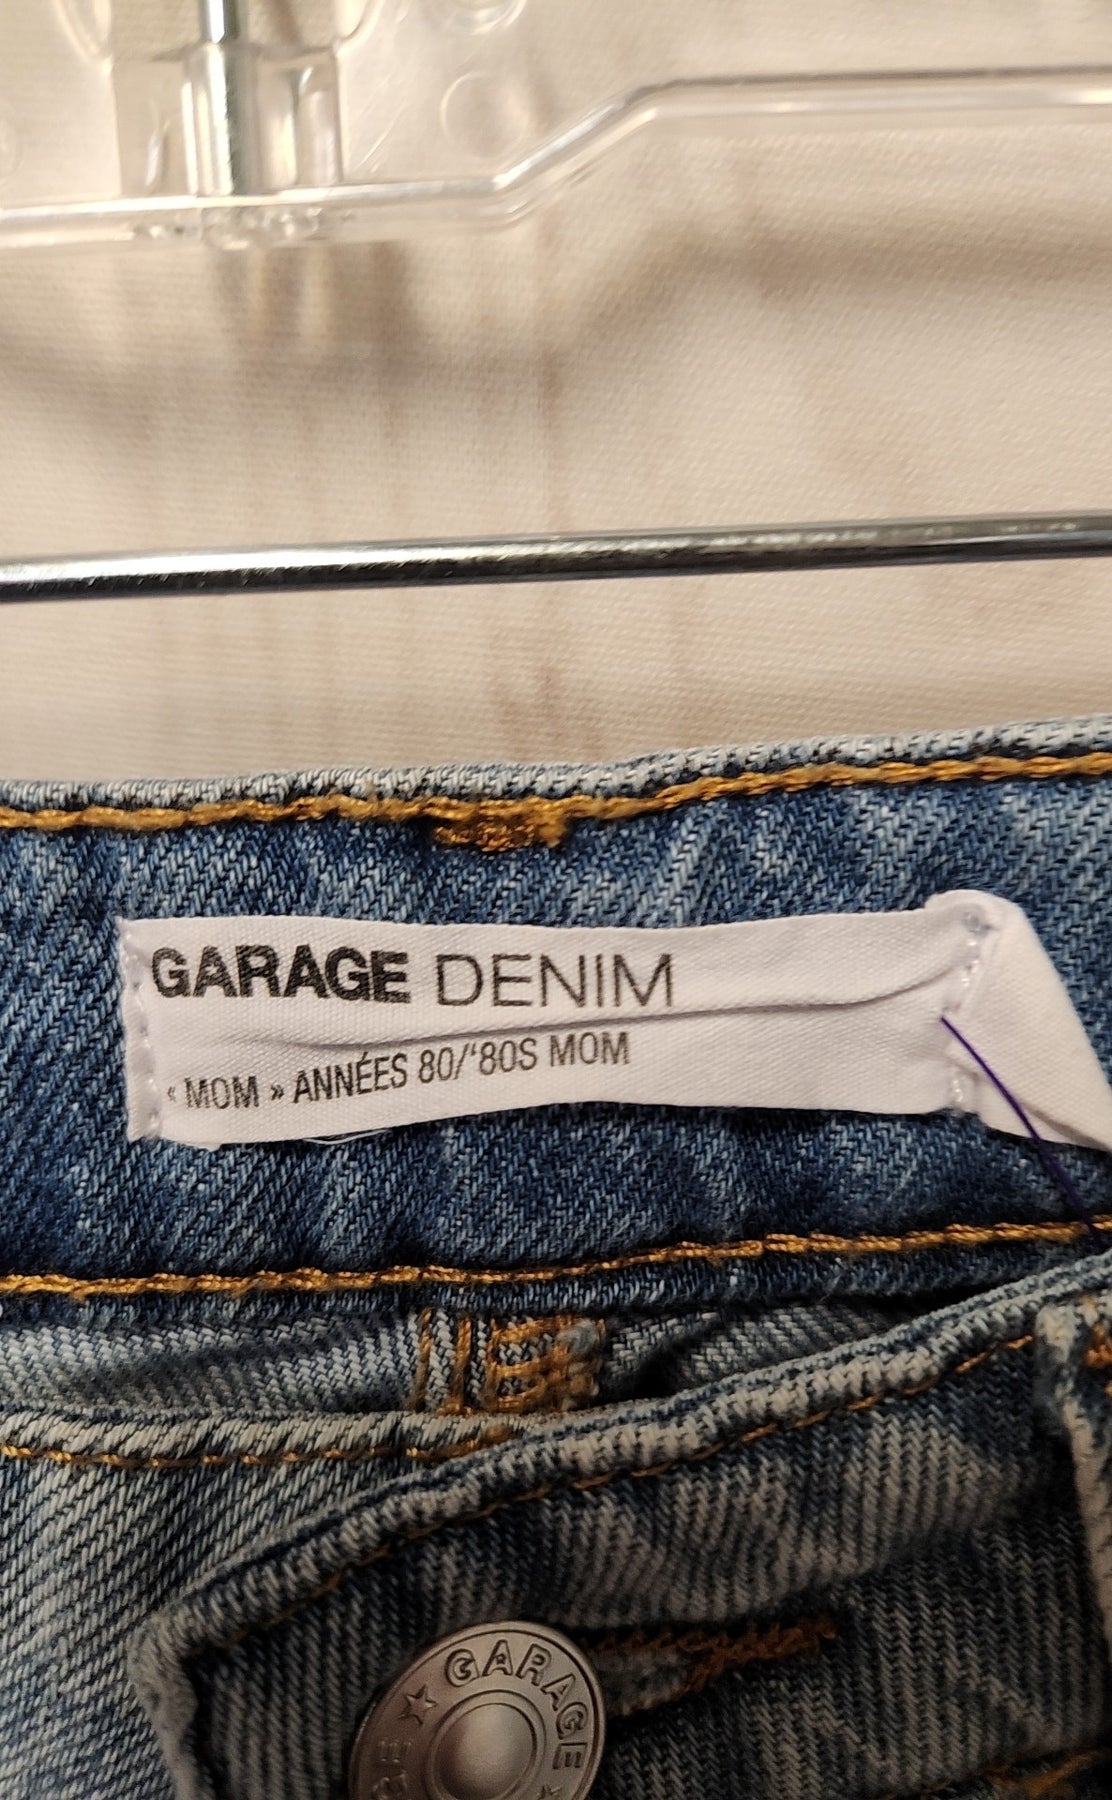 GARAGE DENIM
« MOM » ANNÉES 80/'80S MOM
GARAGE